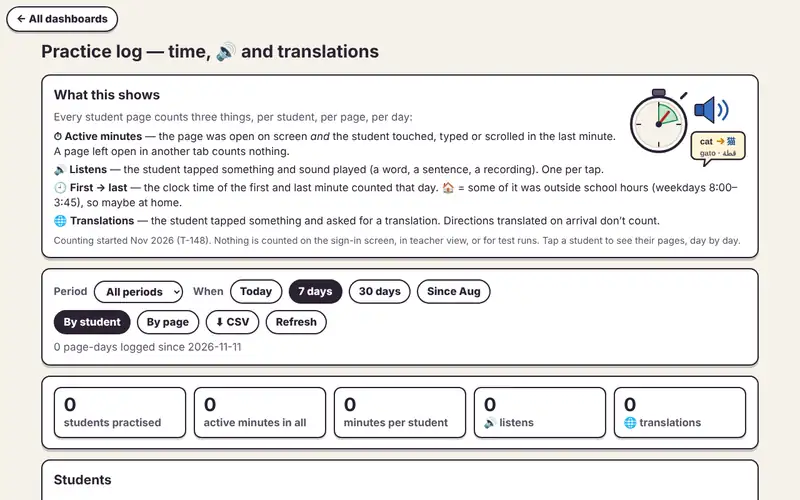 ← All dashboards
Practice log — time, 🔊 and translations
What this shows
Every student page counts three things, per student, per page, per day:
⏱ Active minutes — the page was open on screen and the student touched, typed or scrolled in the last minute.
A page left open in another tab counts nothing.
🔊 Listens — the student tapped something and sound played (a word, a sentence, a recording). One per tap.
🕘 First → last — the clock time of the first and last minute counted that day. 🏠 = some of it was outside school hours (weekdays 8:00–
3:45), so maybe at home.
🌐 Translations — the student tapped something and asked for a translation. Directions translated on arrival don't count.
Counting started Nov 2026 (T-148). Nothing is counted on the sign-in screen, in teacher view, or for test runs. Tap a student to see their pages, day by day.
cat → 猫
gato · قطة
Period All periods When Today 7 days 30 days Since Aug
By student By page ⬇ CSV Refresh
0 page-days logged since 2026-11-11
0 0 0 0 0
students practised active minutes in all minutes per student 🔊 listens 🌐 translations
Students